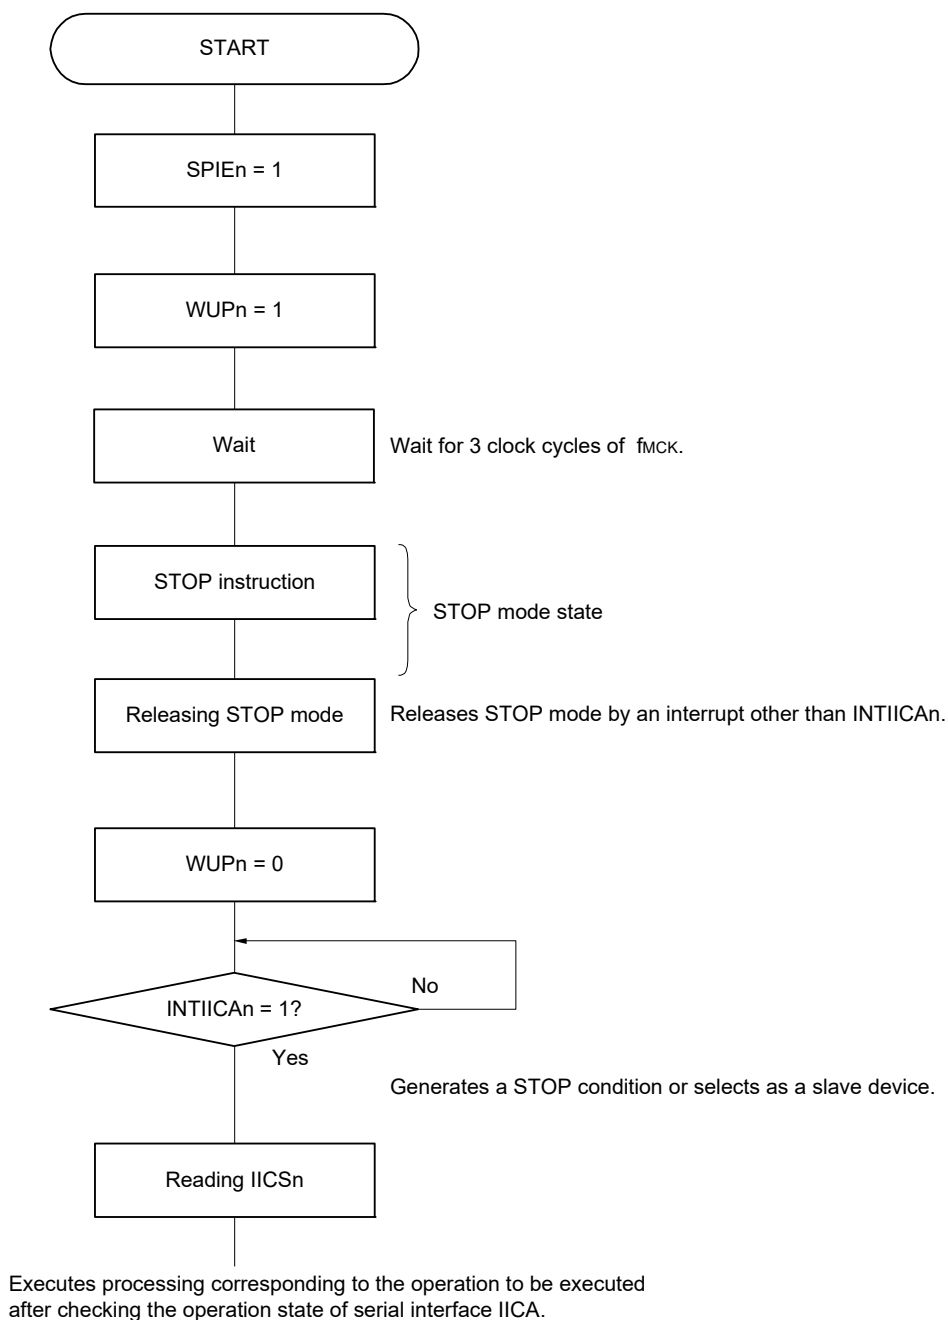 START
SPIEn = 1
WUPn = 1
Wait
Wait for 3 clock cycles of fMCK.
STOP instruction
STOP mode state
Releasing STOP mode
Releases STOP mode by an interrupt other than INTIICAn.
WUPn = 0
No
INTIICAn = 1?
Yes
Generates a STOP condition or selects as a slave device.
Reading IICSn
Executes processing corresponding to the operation to be executed
after checking the operation state of serial interface IICA.